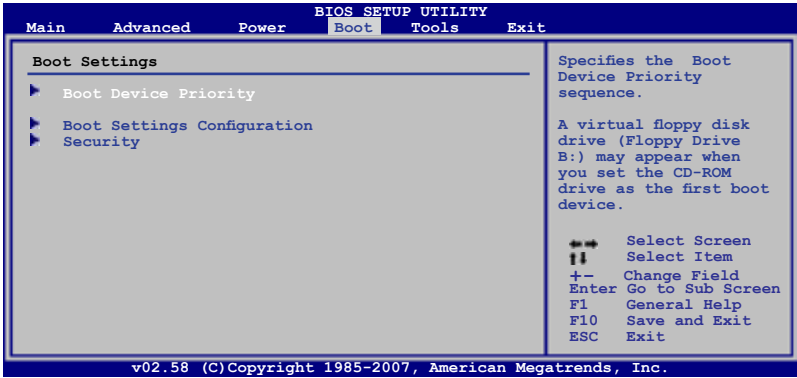 BIOS SETUP UTILITY
Main Advanced Power Boot Tools Exit
Boot Settings
Boot Device Priority
Boot Settings Configuration
Security
Specifies the Boot
Device Priority
sequence.
A virtual floppy disk
drive (Floppy Drive
B:) may appear when
you set the CD-ROM
drive as the first boot
device.
Select Screen
Select Item
+- Change Field
Enter Go to Sub Screen
F1 General Help
F10 Save and Exit
ESC Exit
v02.58 (C)Copyright 1985-2007, American Megatrends, Inc.